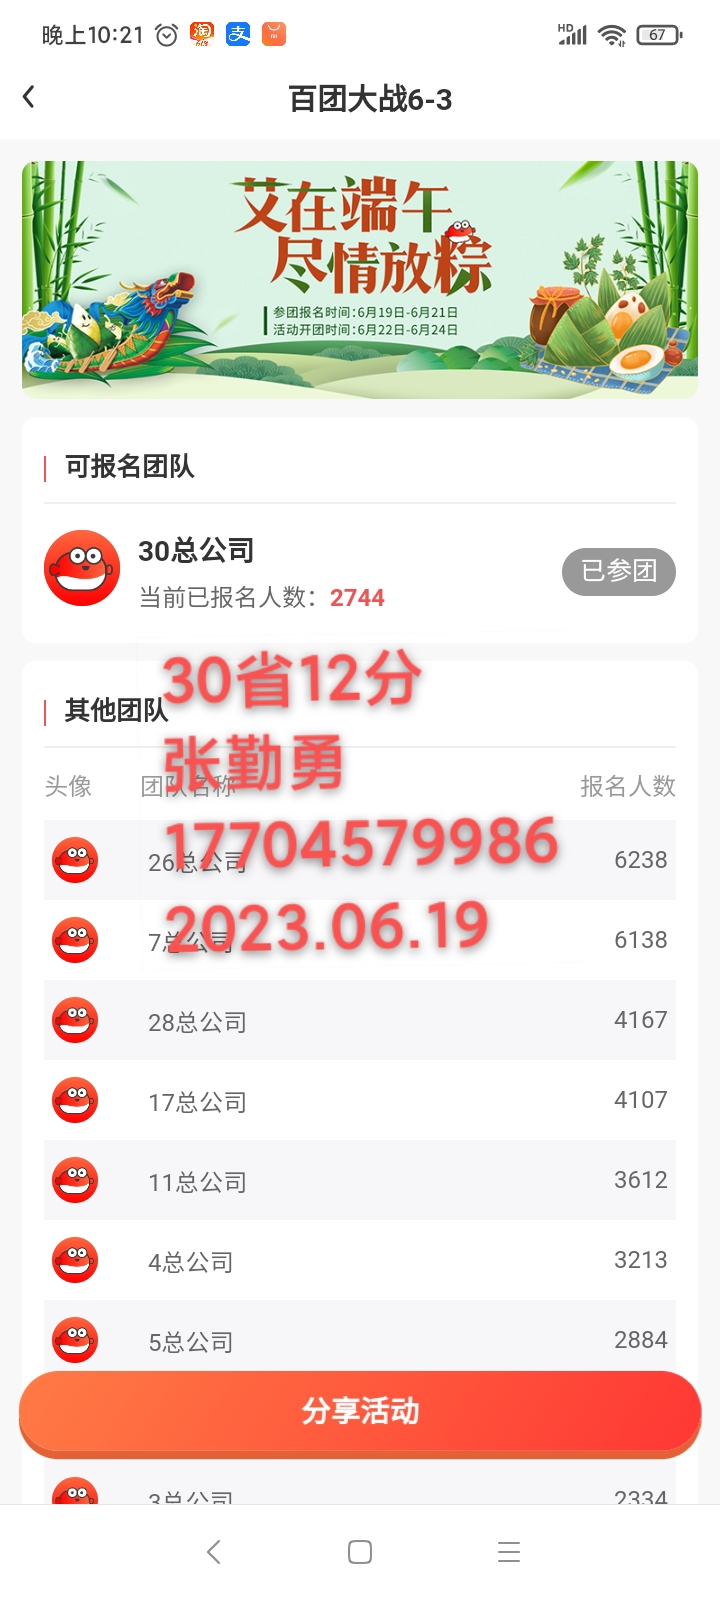 晚上10:21
HD
67
百团大战6-3
艾在端午
尽情放粽
参团报名时间:6月19日-6月21日
活动开团时间:6月22日-6月24日
可报名团队
30总公司
已参团
当前已报名人数：2744
30省12分
其他团队
张勤勇
头像 团队名称 报名人数
17704579986
26总公司 6238
2023.06.19
7总公司 6138
28总公司 4167
17总公司 4107
11总公司 3612
4总公司 3213
5总公司 2884
分享活动
3总公司 2334